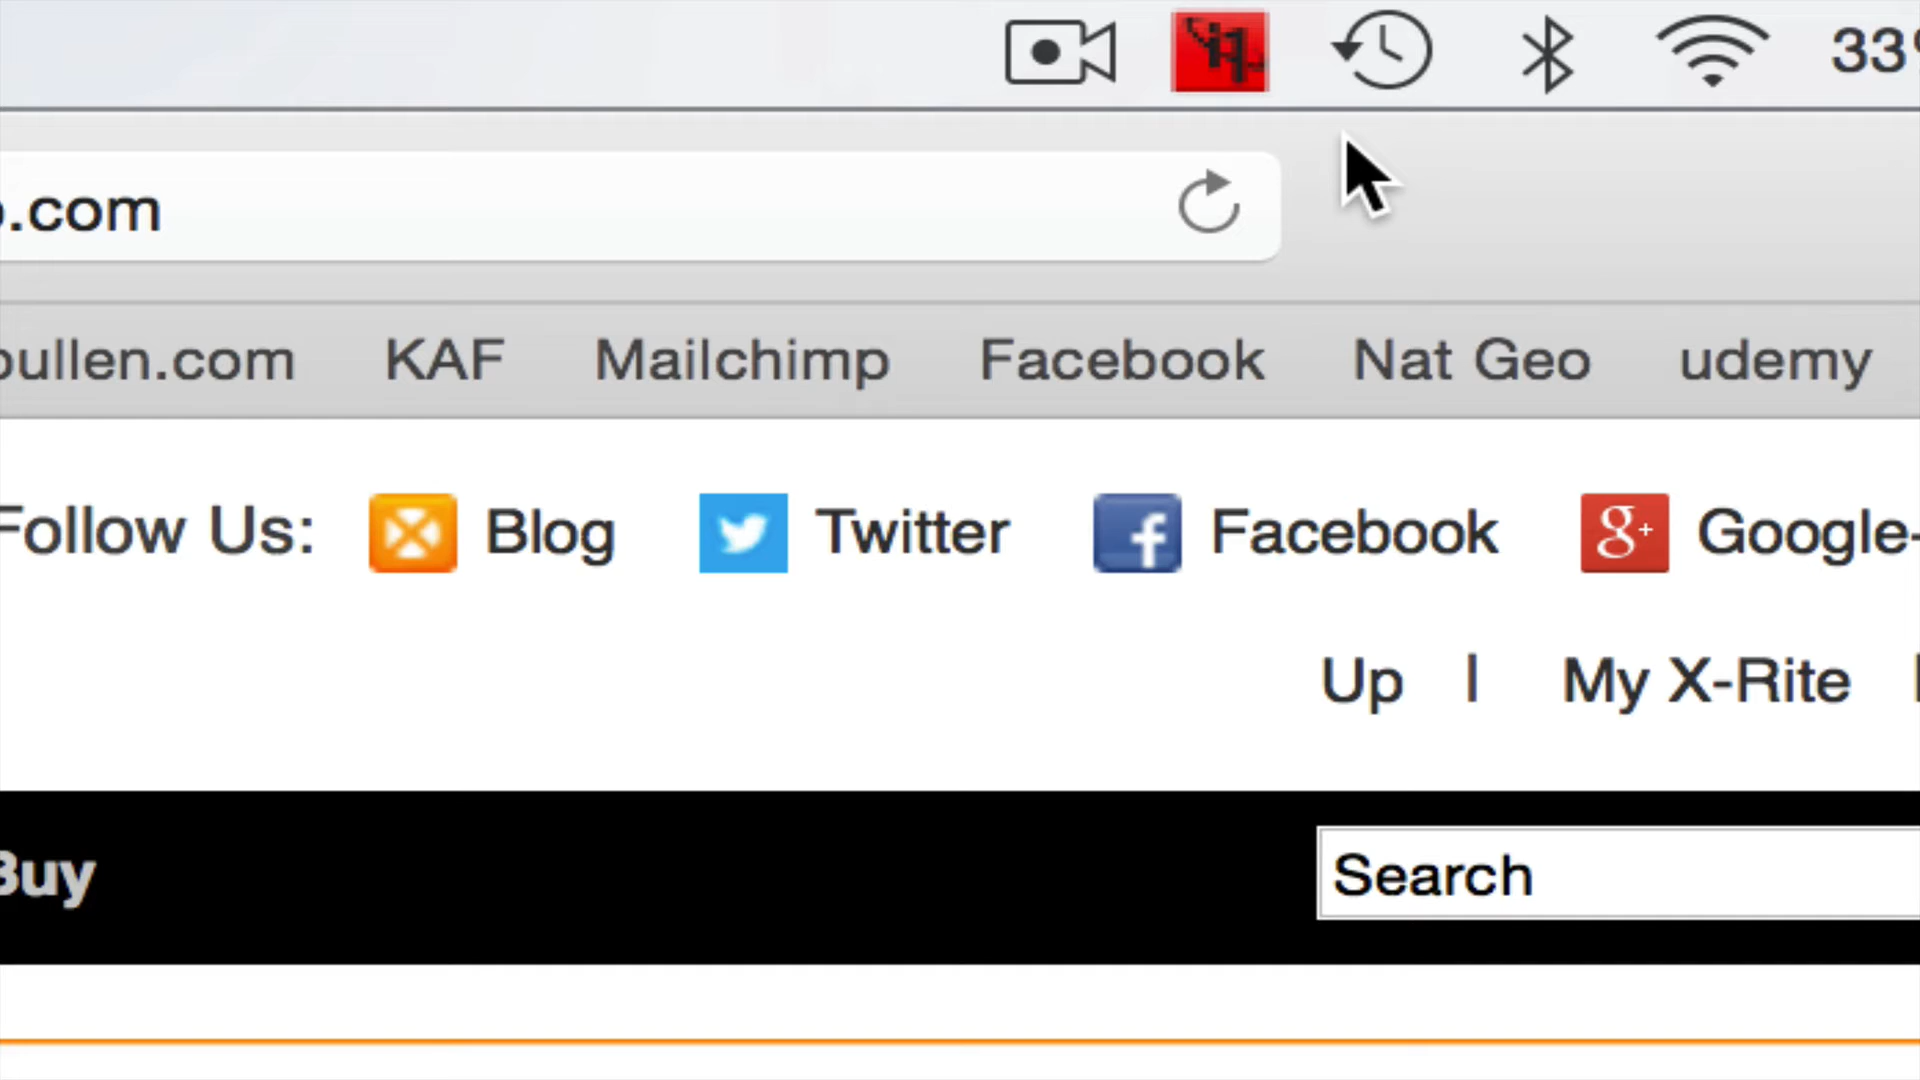 33%
.com
bullen.com KAF Mailchimp Facebook Nat Geo udemy
Follow Us: Blog Twitter f Facebook g+ Google-
Up | My X-Rite
Buy Search